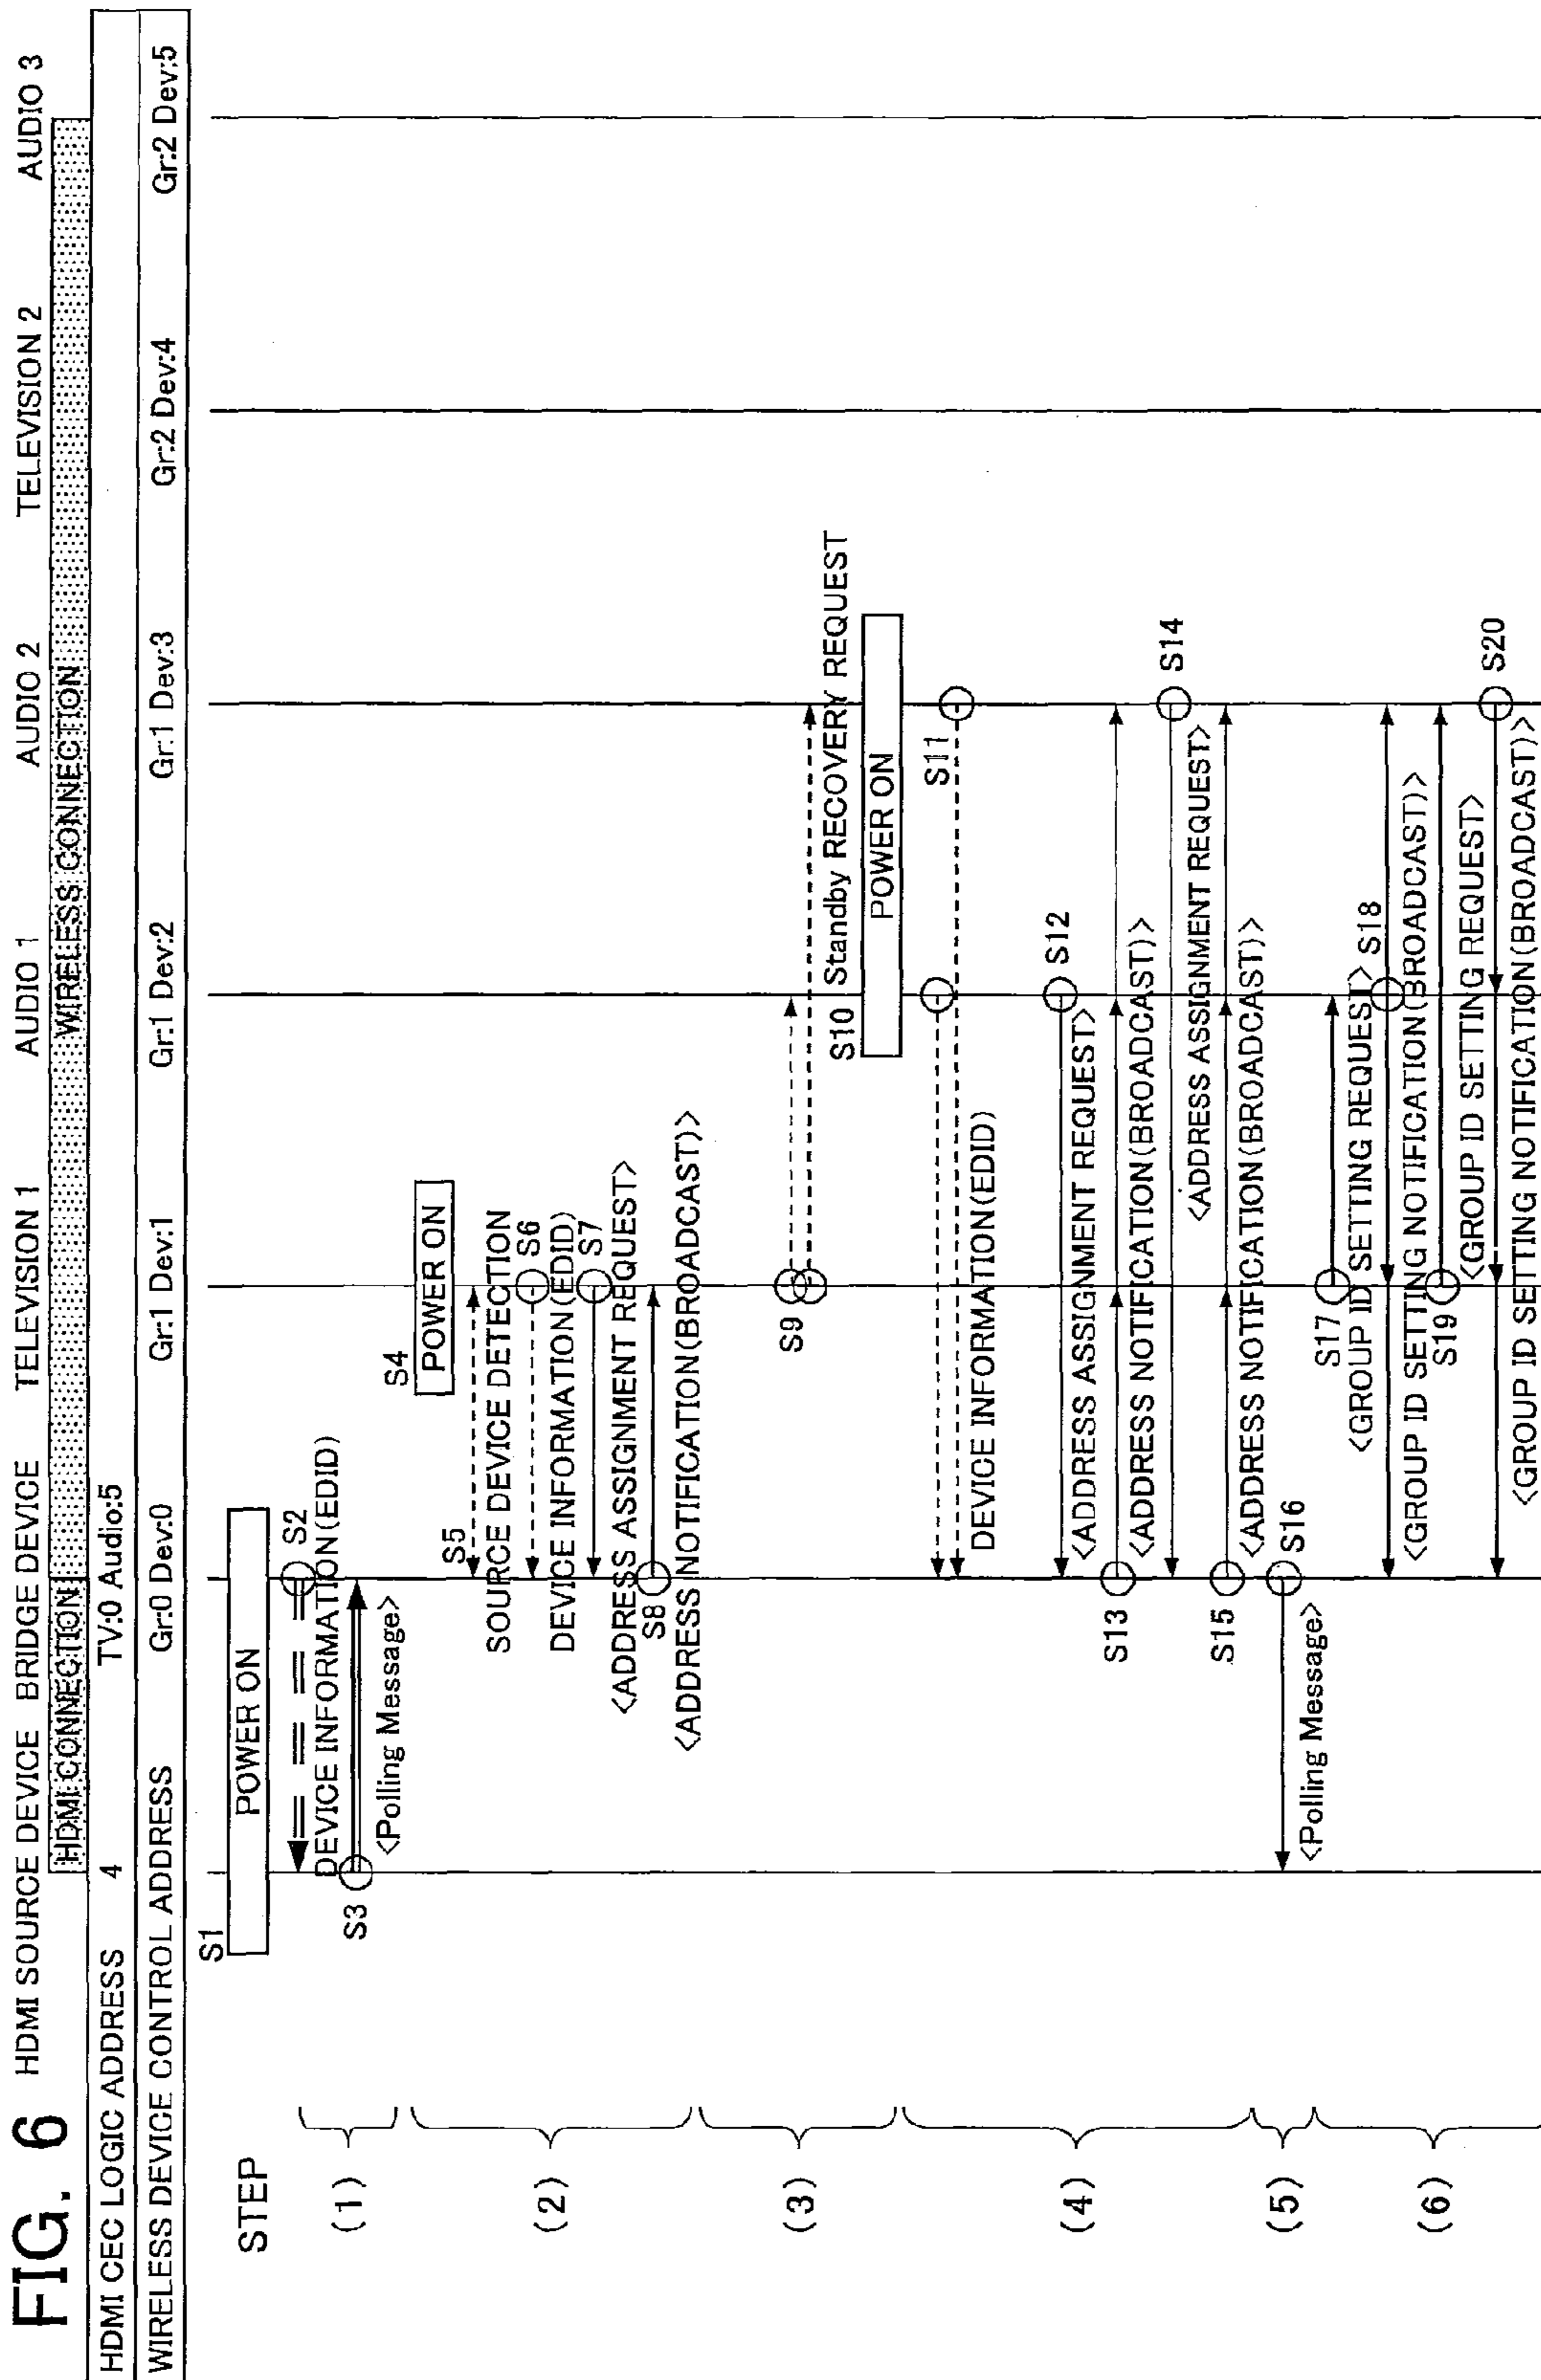 FIG. 6
HDMI SOURCE DEVICE BRIDGE DEVICE TELEVISION 1 AUDIO 1 AUDIO 2 TELEVISION 2 AUDIO 3
HDMI CONNECTION WIRELESS CONNECTION
HDMI CEC LOGIC ADDRESS 4 TV:0 Audio:5
WIRELESS DEVICE CONTROL ADDRESS Gr:0 Dev:0 Gr:1 Dev:1 Gr:1 Dev:2 Gr:1 Dev:3 Gr:2 Dev:4 Gr:2 Dev:5
STEP
S1
POWER ON
(1)
S2
DEVICE INFORMATION(EDID)
S3
<Polling Message>
(2)
S4
POWER ON
S5
SOURCE DEVICE DETECTION
S6
DEVICE INFORMATION(EDID)
S7
<ADDRESS ASSIGNMENT REQUEST>
S8
<ADDRESS NOTIFICATION(BROADCAST)>
(3)
S9
S10 Standby RECOVERY REQUEST
POWER ON
(4)
S11
DEVICE INFORMATION(EDID)
S12
<ADDRESS ASSIGNMENT REQUEST>
S13
<ADDRESS NOTIFICATION(BROADCAST)>
S14
<ADDRESS ASSIGNMENT REQUEST>
S15
<ADDRESS NOTIFICATION(BROADCAST)>
(5)
S16
<Polling Message>
(6)
S17
<GROUP ID SETTING REQUEST>
S18
<GROUP ID SETTING NOTIFICATION(BROADCAST)>
S19
<GROUP ID SETTING REQUEST>
S20
<GROUP ID SETTING NOTIFICATION(BROADCAST)>